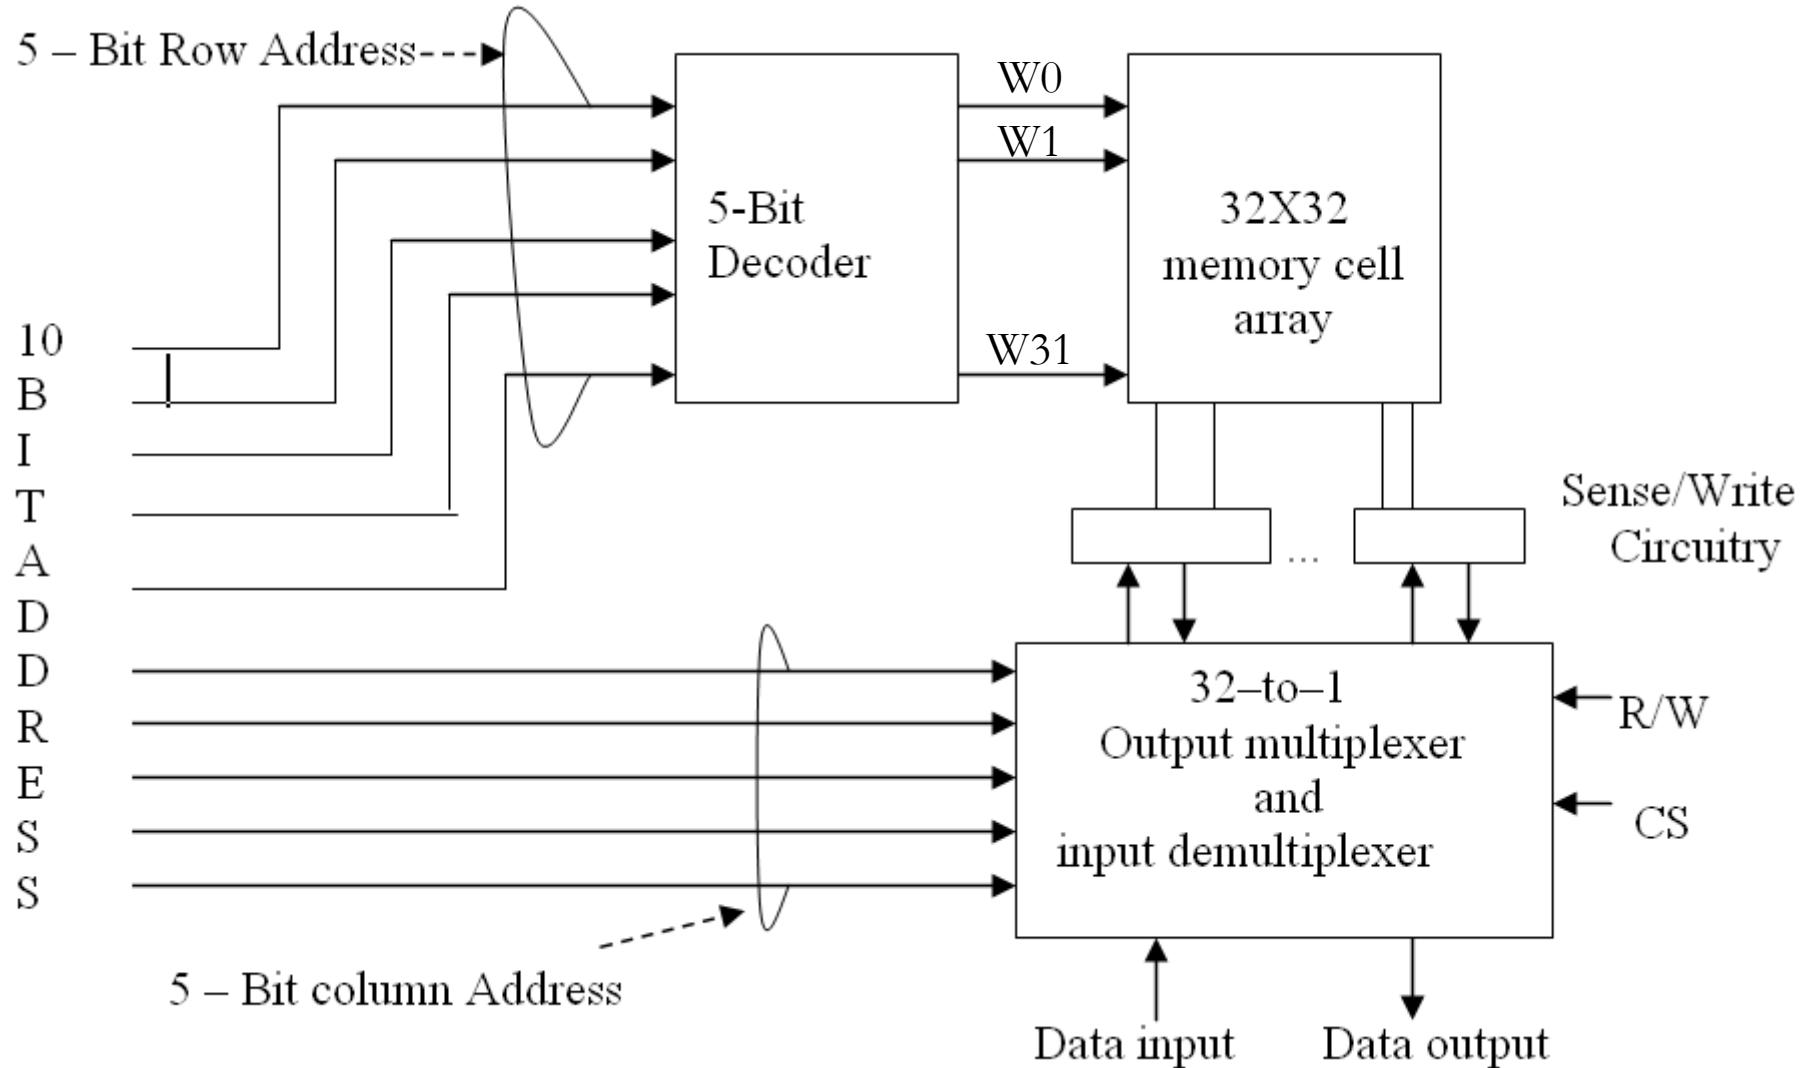 5 – Bit Row Address
W0
W1
5-Bit
Decoder
32X32
memory cell
array
W31
10
B
I
T
A
D
D
R
E
S
S
Sense/Write
Circuitry
...
32–to–1
Output multiplexer
and
input demultiplexer
R/W
CS
5 – Bit column Address
Data input
Data output